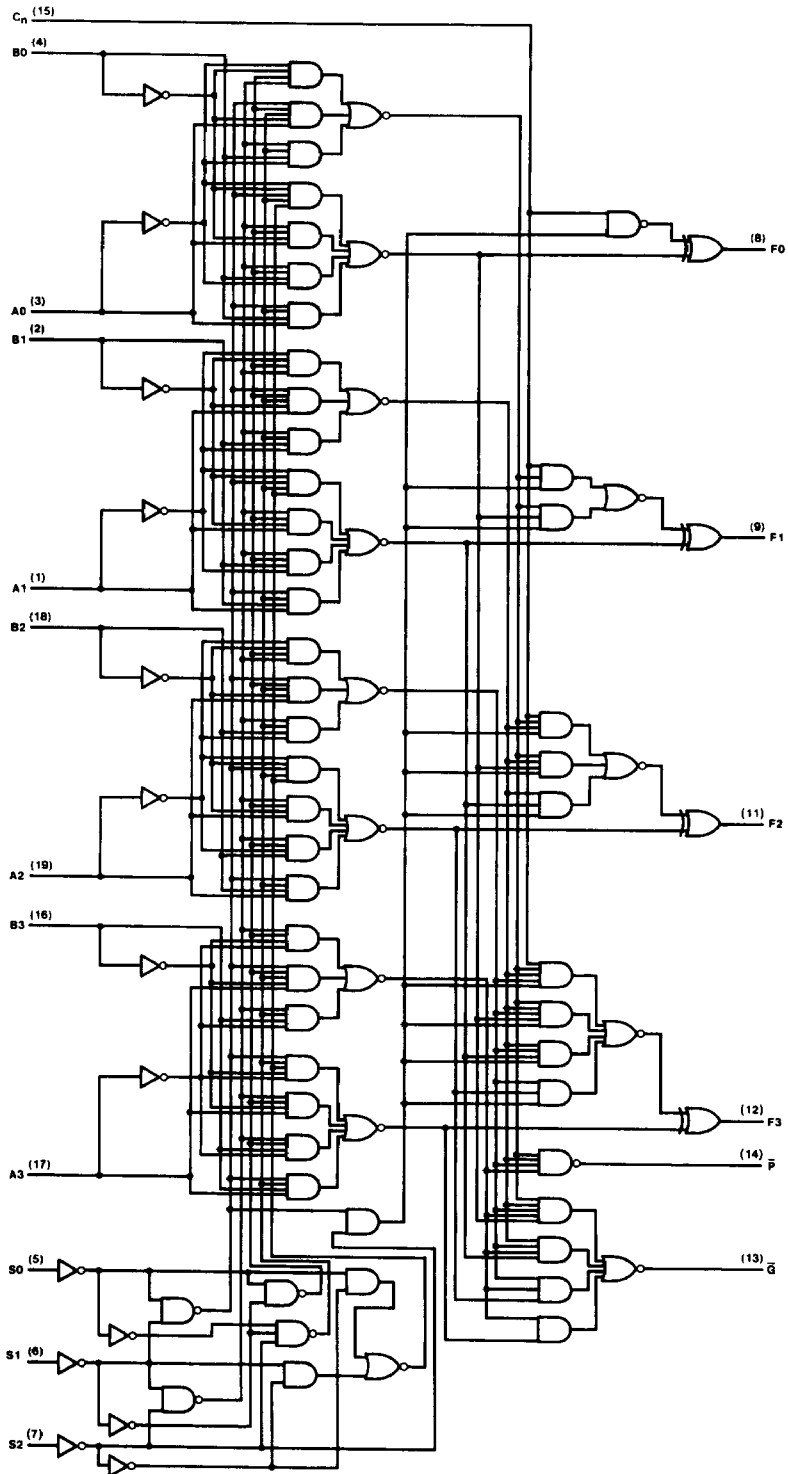 Cn (15)
B0 (4)
(8)
F0
A0 (3)
B1 (2)
(9)
F1
A1 (1)
B2 (18)
(11)
F2
A2 (19)
B3 (16)
(12)
F3
(14)
P̅
A3 (17)
(13)
G̅
S0 (5)
S1 (6)
S2 (7)